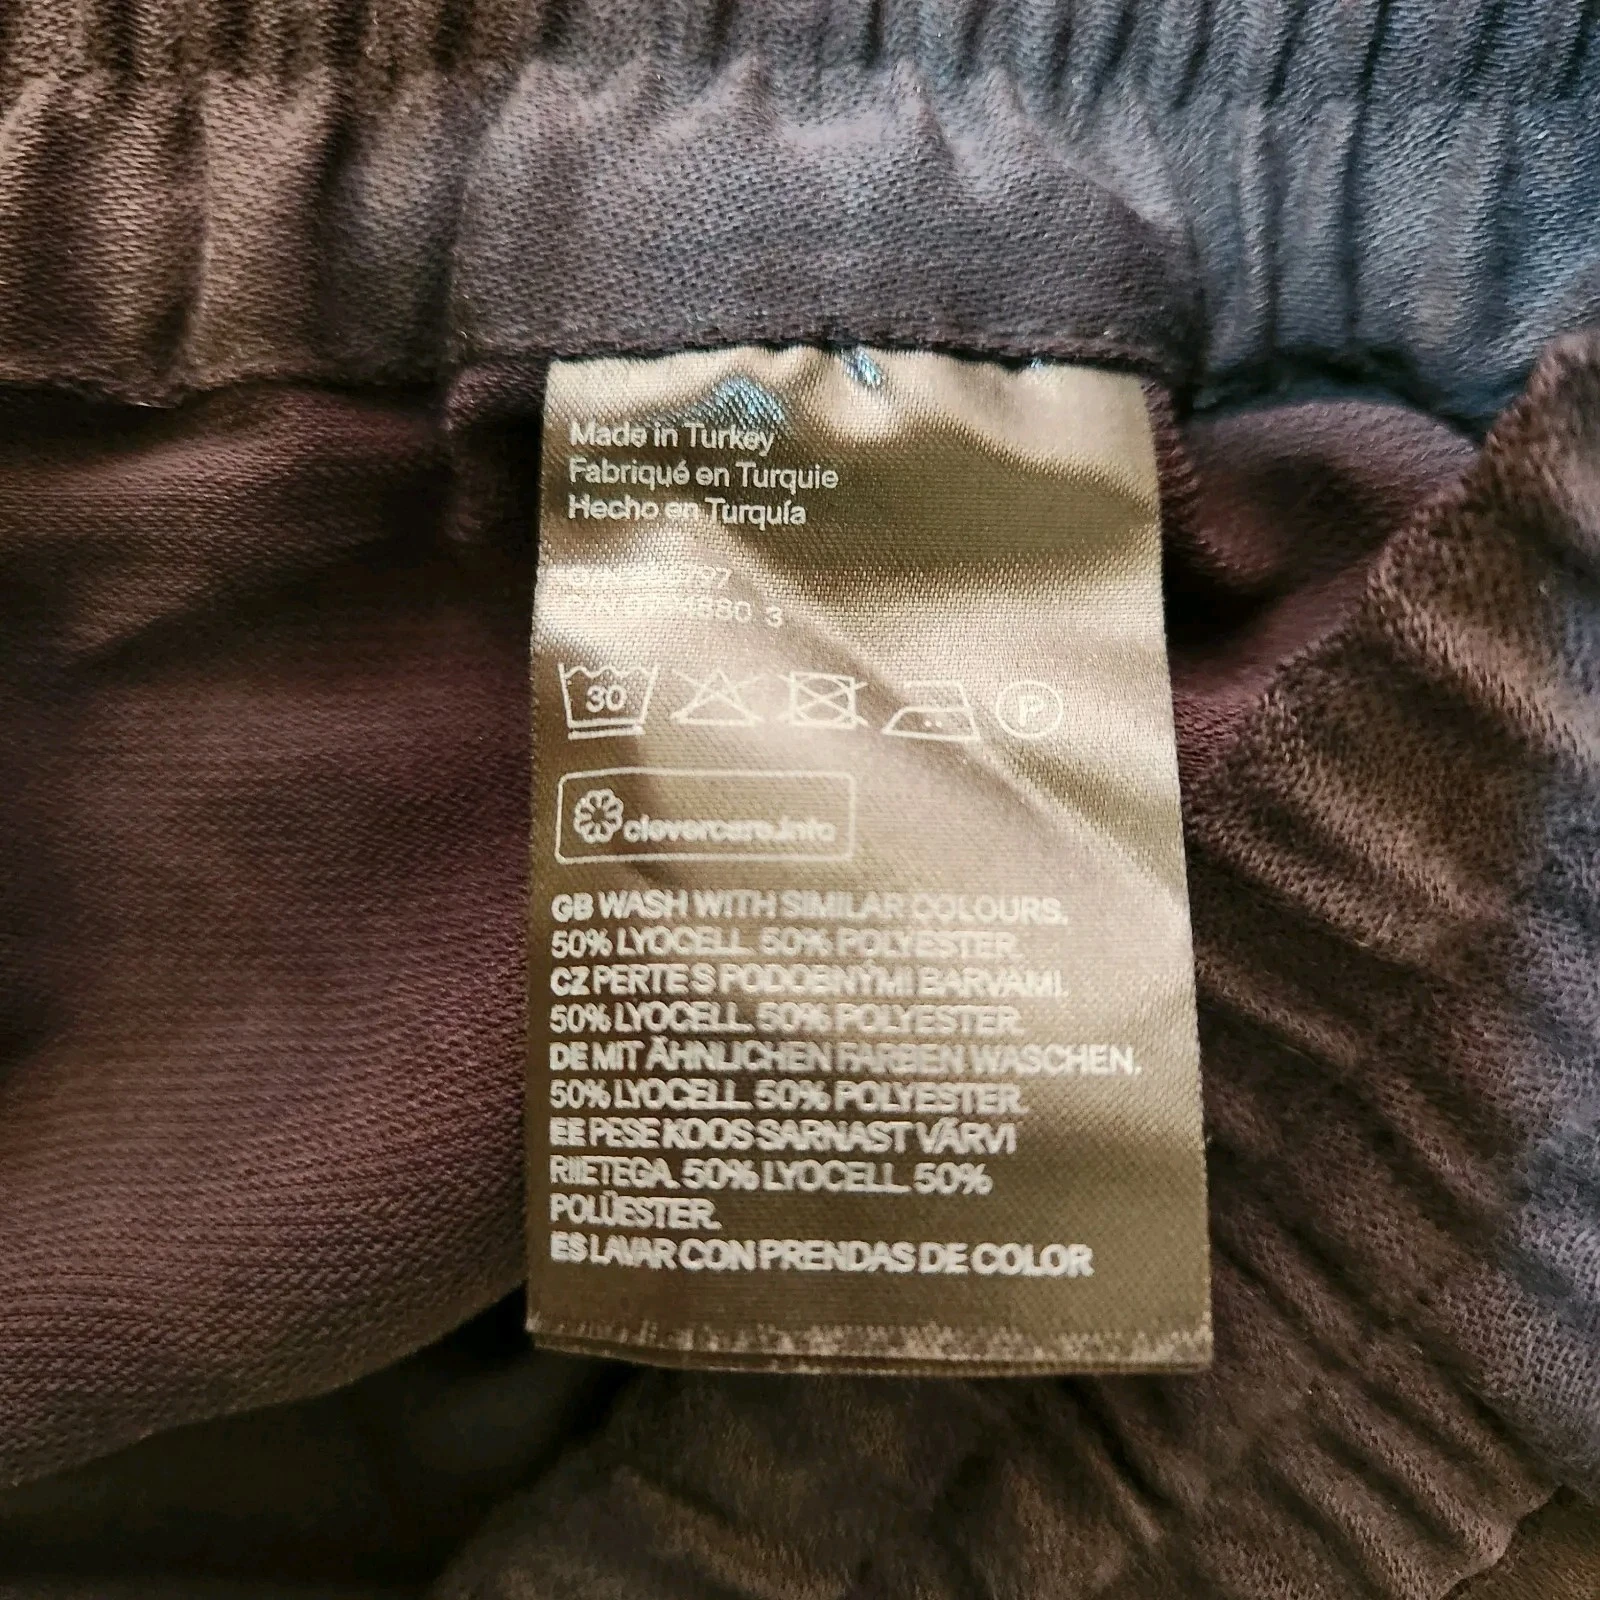 Made in Turkey
Fabriqué en Turquie
Hecho en Turquía
3
30
P
clevercare.info
GB WASH WITH SIMILAR COLOURS.
50% LYOCELL. 50% POLYESTER.
CZ PERTE S PODOBNÝMI BARVAMI.
50% LYOCELL. 50% POLYESTER.
DE MIT ÄHNLICHEN FARBEN WASCHEN.
50% LYOCELL. 50% POLYESTER.
EE PESE KOOS SARNAST VÄRVI
RIIETEGA. 50% LYOCELL. 50%
POLÜESTER.
ES LAVAR CON PRENDAS DE COLOR